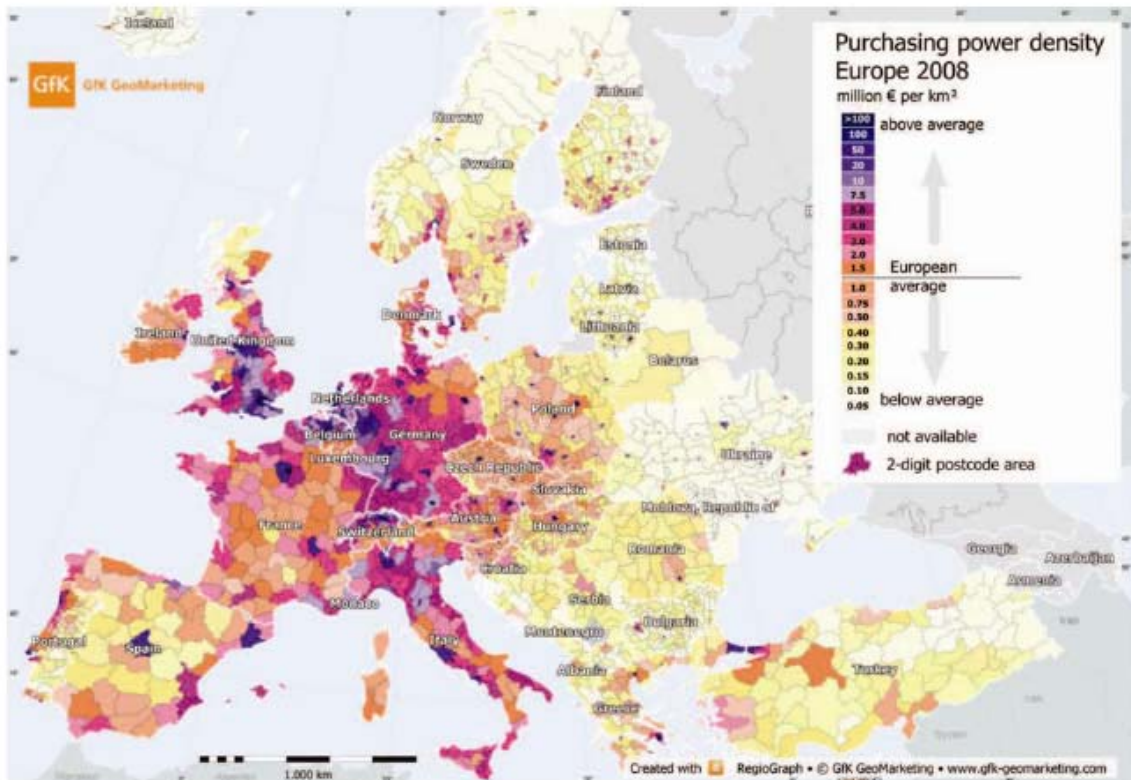 Iceland
GfK GfK GeoMarketing
Purchasing power density
Europe 2008
million € per km²
>100
above average
100
50
20
10
7.5
5.0
4.0
3.0
2.0
1.5
European
average
1.0
0.75
0.50
0.40
0.30
0.20
0.15
0.10
0.05
below average
not available
2-digit postcode area
Finland
Norway
Sweden
Estonia
Latvia
Lithuania
Denmark
Ireland
United Kingdom
Belarus
Netherlands
Poland
Belgium
Germany
Luxembourg
Czech Republic
Ukraine
Slovakia
Moldova, Republic of
France
Switzerland
Austria
Hungary
Romania
Croatia
Georgia
Azerbaijan
Armenia
Monaco
Serbia
Portugal
Spain
Italy
Montenegro
Bulgaria
Albania
Turkey
Greece
Iran
Syrien
1.000 km
Created with RegioGraph • © GfK GeoMarketing • www.gfk-geomarketing.com